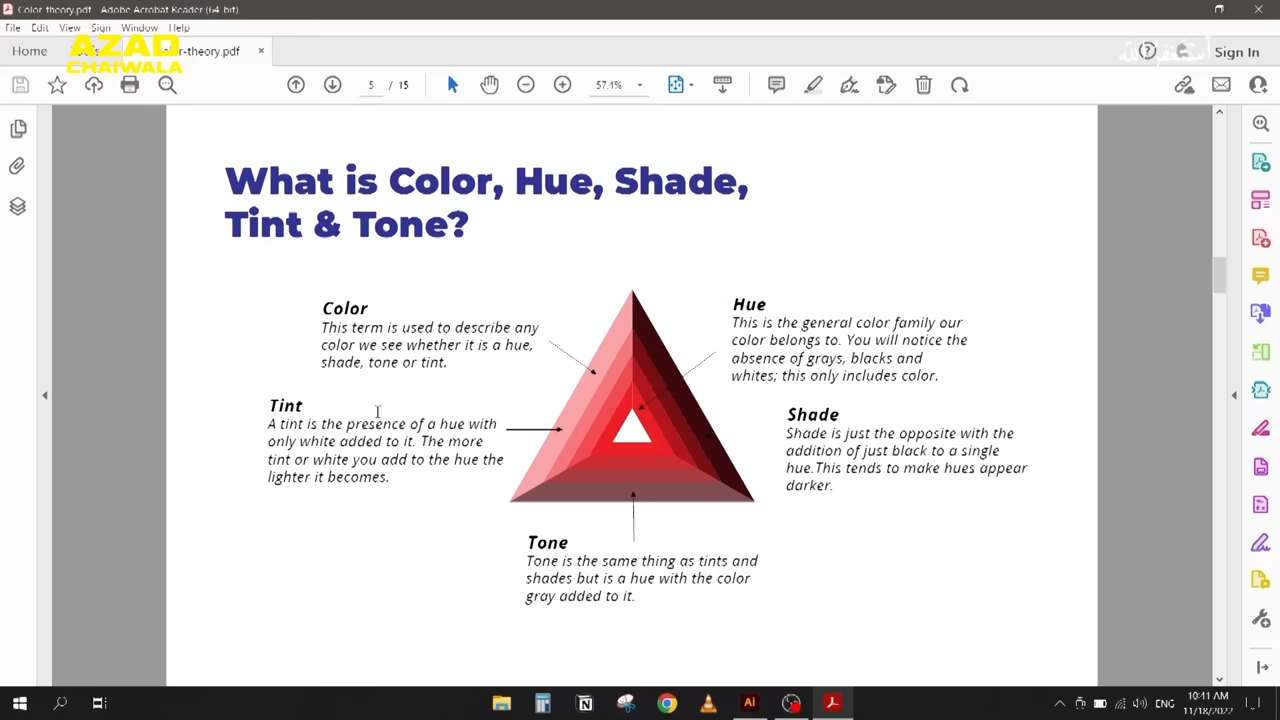 Color-theory.pdf - Adobe Acrobat Reader (64-bit)
File Edit View Sign Window Help
AZAD
CHAIWALA
Home
.pdf
أستغفر الله
Sign In
5 / 15
57.4%
What is Color, Hue, Shade,
Tint & Tone?
Color
This term is used to describe any
color we see whether it is a hue,
shade, tone or tint.
Hue
This is the general color family our
color belongs to. You will notice the
absence of grays, blacks and
whites; this only includes color.
Tint
A tint is the presence of a hue with
only white added to it. The more
tint or white you add to the hue the
lighter it becomes.
Shade
Shade is just the opposite with the
addition of just black to a single
hue.This tends to make hues appear
darker.
Tone
Tone is the same thing as tints and
shades but is a hue with the color
gray added to it.
Ai
ENG
10:41 AM
11/18/2022